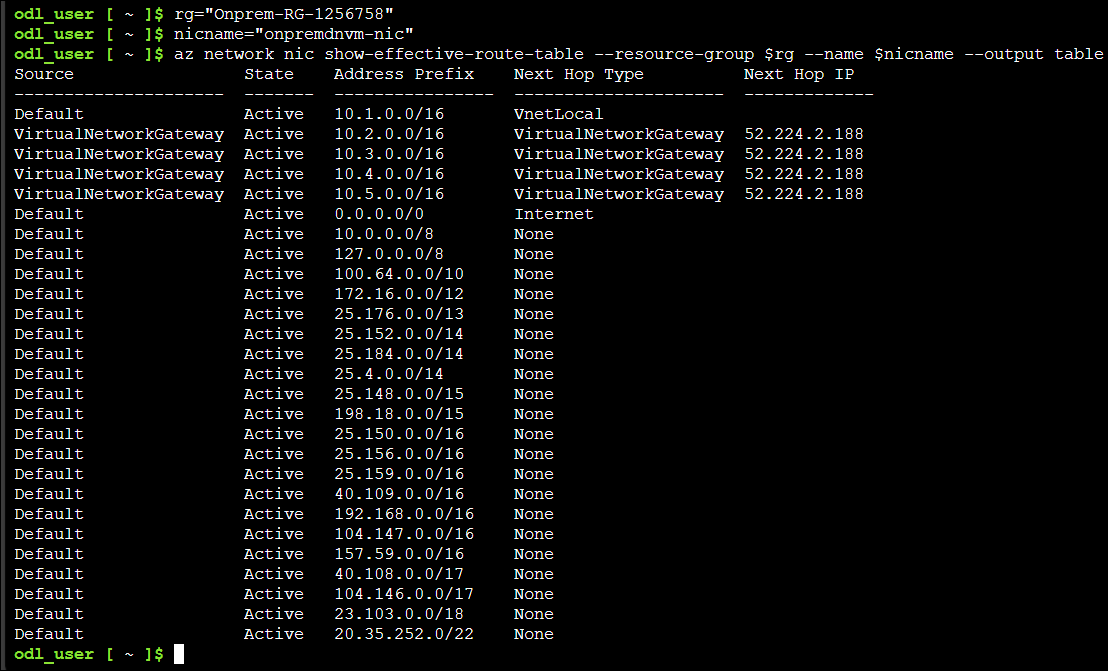 odl_user [ ~ ]$ rg="Onprem-RG-1256758"
odl_user [ ~ ]$ nicname="onpremdnvm-nic"
odl_user [ ~ ]$ az network nic show-effective-route-table --resource-group $rg --name $nicname --output table
Source                 State    Address Prefix    Next Hop Type          Next Hop IP
---------------------  -------  ----------------  ---------------------  -------------
Default                Active   10.1.0.0/16       VnetLocal
VirtualNetworkGateway  Active   10.2.0.0/16       VirtualNetworkGateway  52.224.2.188
VirtualNetworkGateway  Active   10.3.0.0/16       VirtualNetworkGateway  52.224.2.188
VirtualNetworkGateway  Active   10.4.0.0/16       VirtualNetworkGateway  52.224.2.188
VirtualNetworkGateway  Active   10.5.0.0/16       VirtualNetworkGateway  52.224.2.188
Default                Active   0.0.0.0/0         Internet
Default                Active   10.0.0.0/8        None
Default                Active   127.0.0.0/8       None
Default                Active   100.64.0.0/10     None
Default                Active   172.16.0.0/12     None
Default                Active   25.176.0.0/13     None
Default                Active   25.152.0.0/14     None
Default                Active   25.184.0.0/14     None
Default                Active   25.4.0.0/14       None
Default                Active   25.148.0.0/15     None
Default                Active   198.18.0.0/15     None
Default                Active   25.150.0.0/16     None
Default                Active   25.156.0.0/16     None
Default                Active   25.159.0.0/16     None
Default                Active   40.109.0.0/16     None
Default                Active   192.168.0.0/16    None
Default                Active   104.147.0.0/16    None
Default                Active   157.59.0.0/16     None
Default                Active   40.108.0.0/17     None
Default                Active   104.146.0.0/17    None
Default                Active   23.103.0.0/18     None
Default                Active   20.35.252.0/22    None
odl_user [ ~ ]$